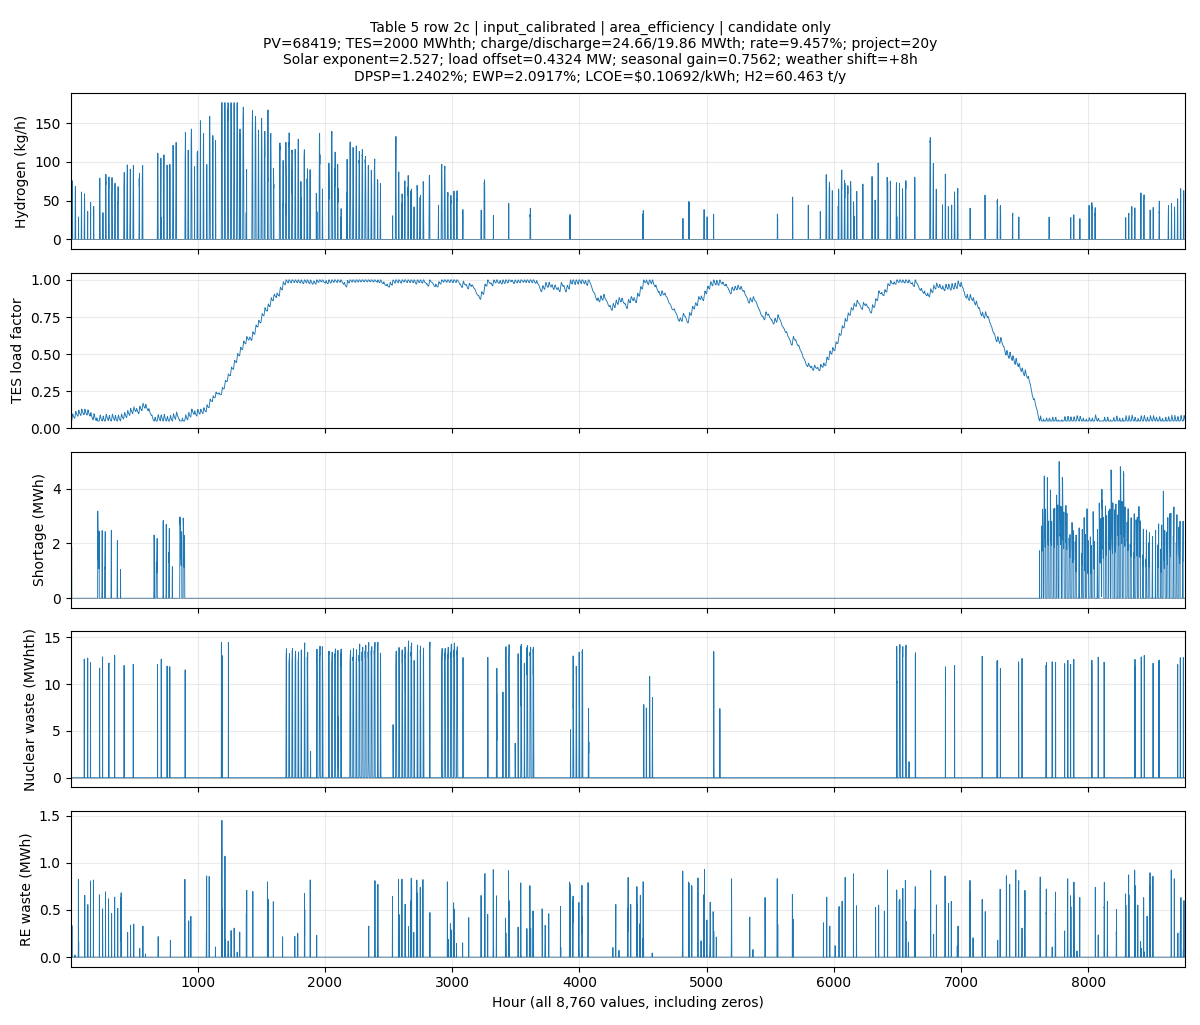 Table 5 row 2c | input_calibrated | area_efficiency | candidate only
PV=68419; TES=2000 MWhth; charge/discharge=24.66/19.86 MWth; rate=9.457%; project=20y
Solar exponent=2.527; load offset=0.4324 MW; seasonal gain=0.7562; weather shift=+8h
DPSP=1.2402%; EWP=2.0917%; LCOE=$0.10692/kWh; H2=60.463 t/y
Hydrogen (kg/h)
150
100
50
0
TES load factor
1.00
0.75
0.50
0.25
0.00
Shortage (MWh)
4
2
0
Nuclear waste (MWhth)
15
10
5
0
RE waste (MWh)
1.5
1.0
0.5
0.0
1000 2000 3000 4000 5000 6000 7000 8000
Hour (all 8,760 values, including zeros)